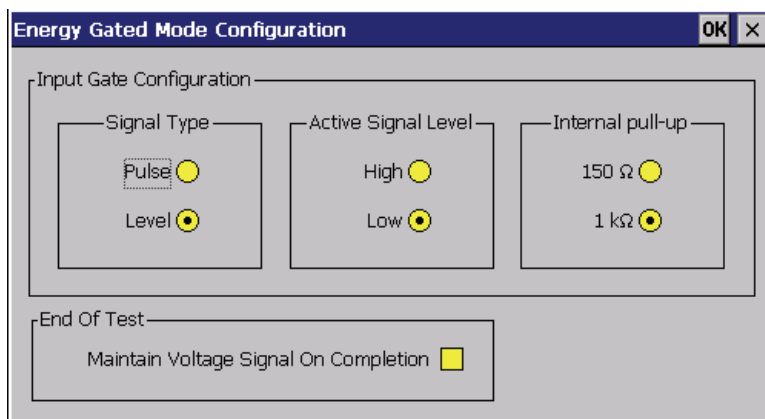 Energy Gated Mode Configuration OK ×
Input Gate Configuration
Signal Type Active Signal Level Internal pull-up
Pulse High 150 Ω
Level Low 1 kΩ
End Of Test
Maintain Voltage Signal On Completion